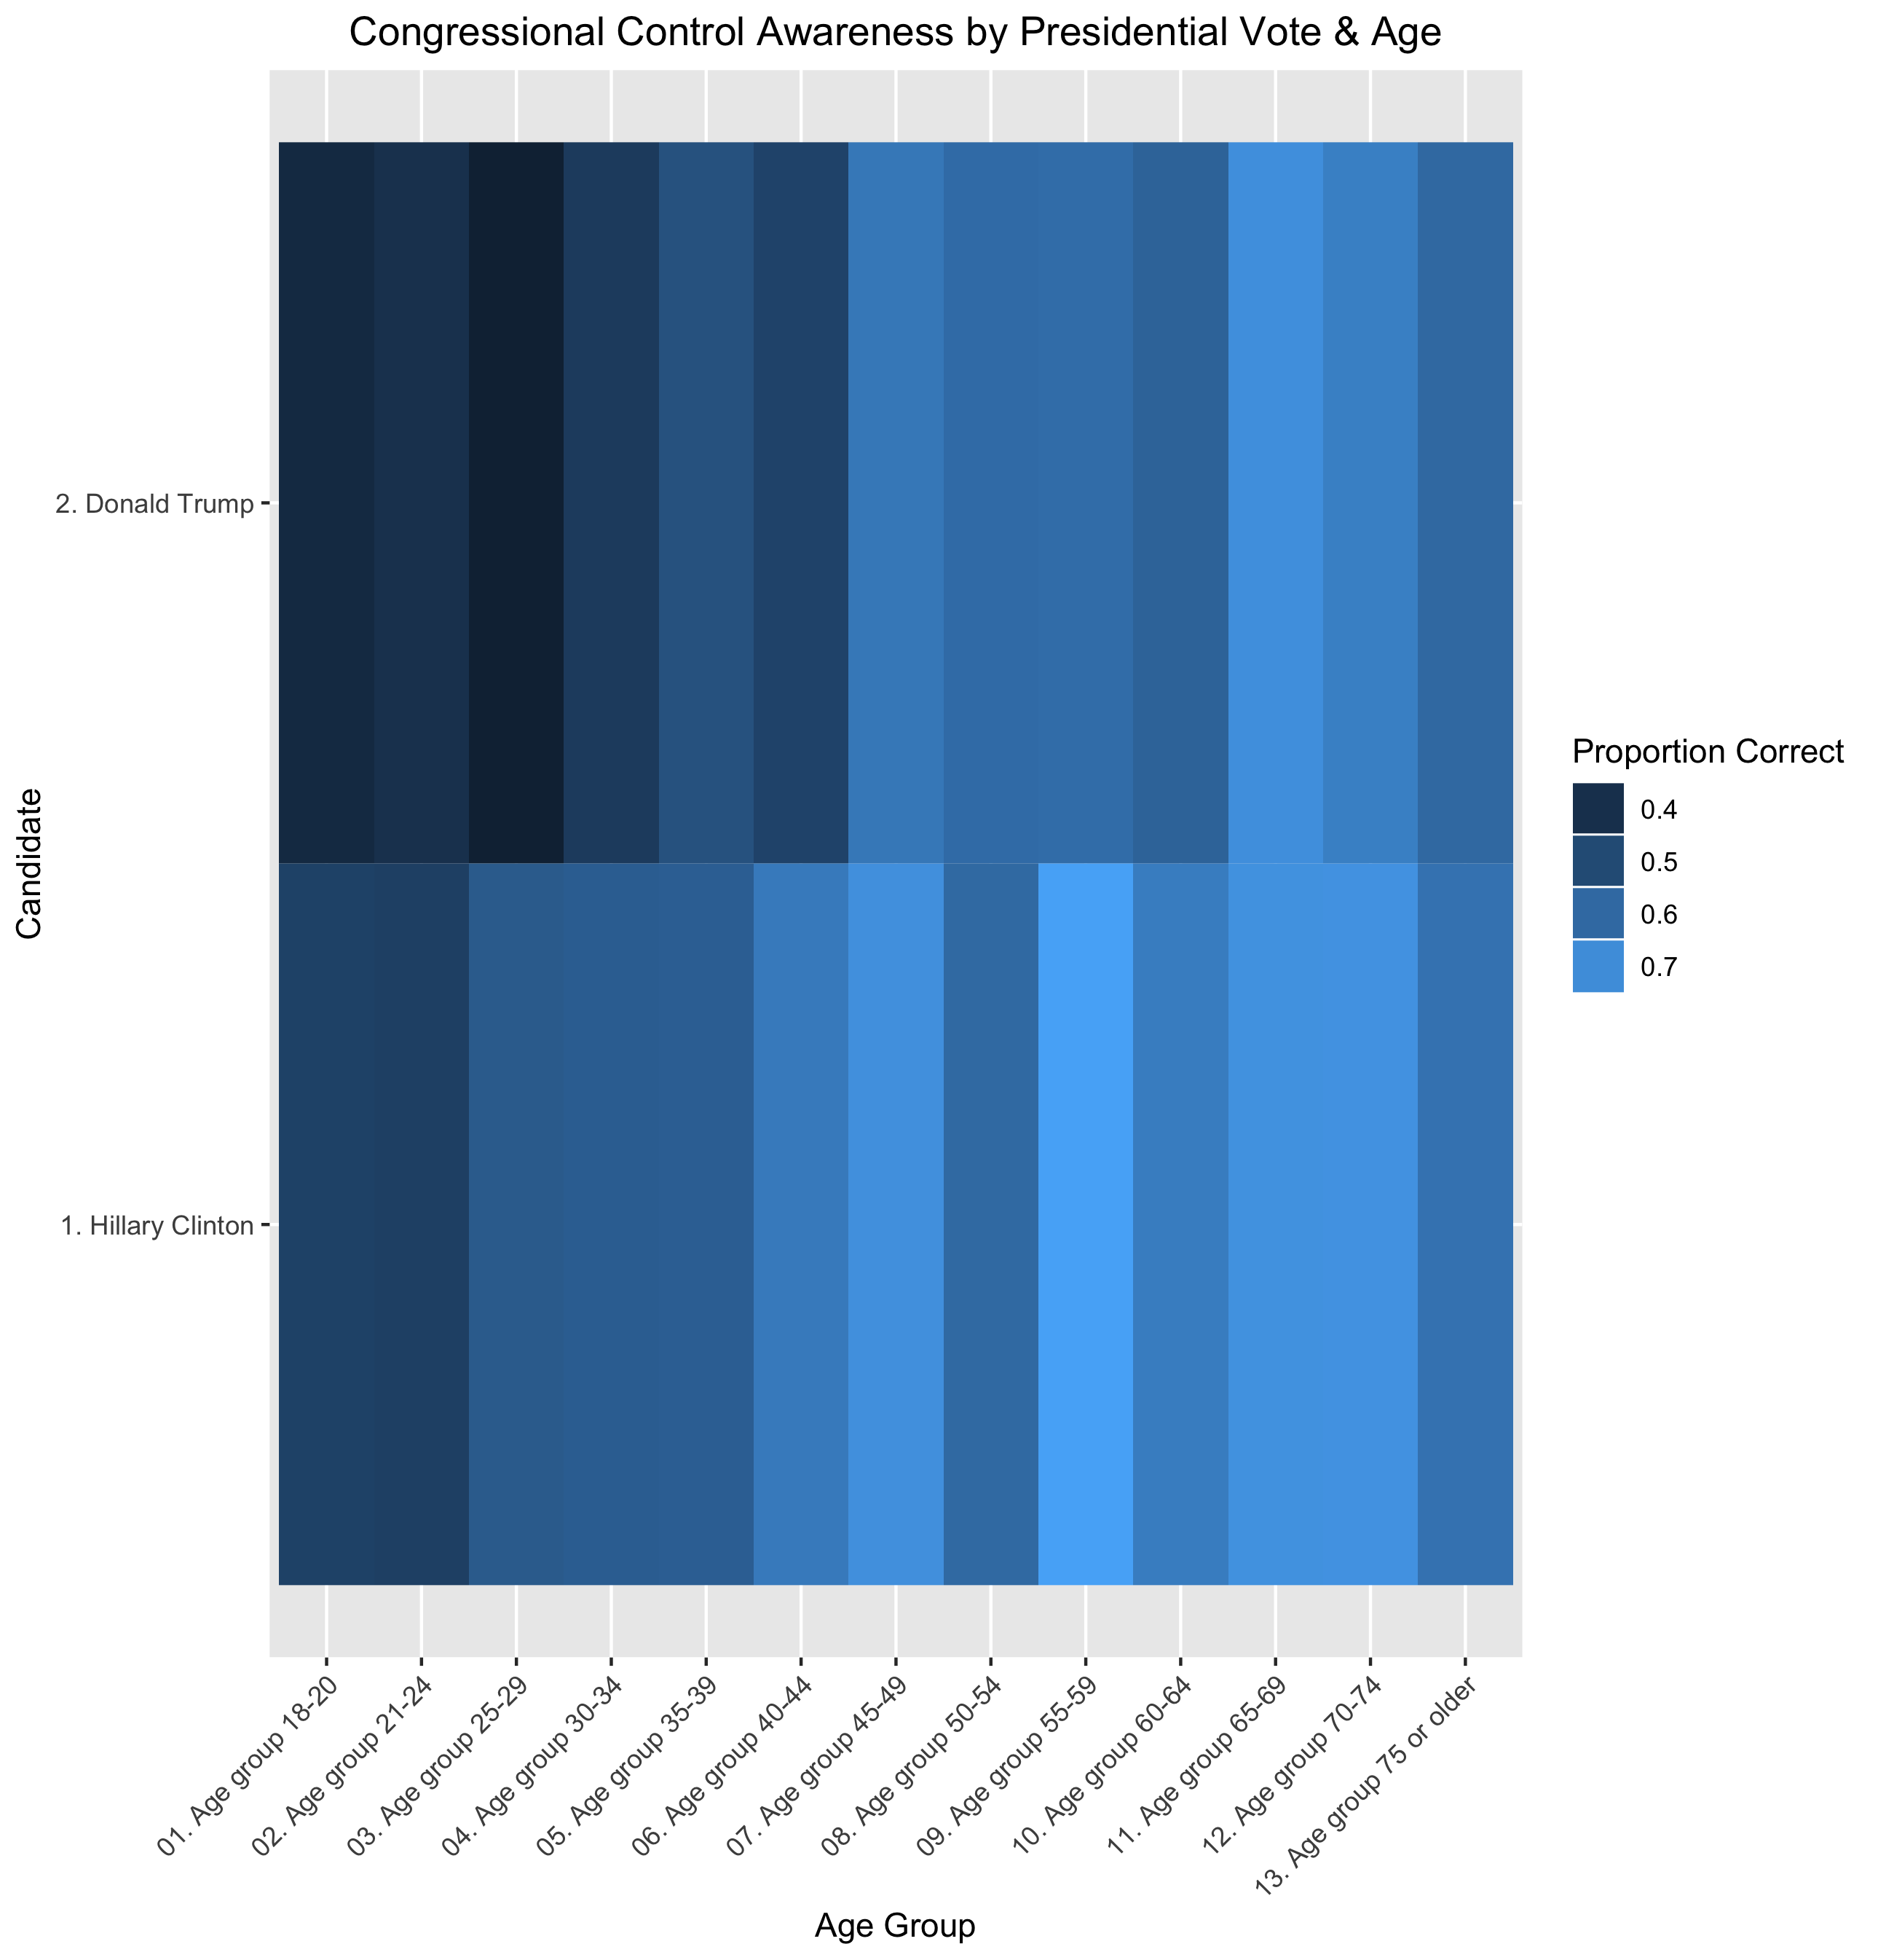 Congressional Control Awareness by Presidential Vote & Age
Candidate
2. Donald Trump
1. Hillary Clinton
Proportion Correct
0.4
0.5
0.6
0.7
01. Age group 18-20
02. Age group 21-24
03. Age group 25-29
04. Age group 30-34
05. Age group 35-39
06. Age group 40-44
07. Age group 45-49
08. Age group 50-54
09. Age group 55-59
10. Age group 60-64
11. Age group 65-69
12. Age group 70-74
13. Age group 75 or older
Age Group